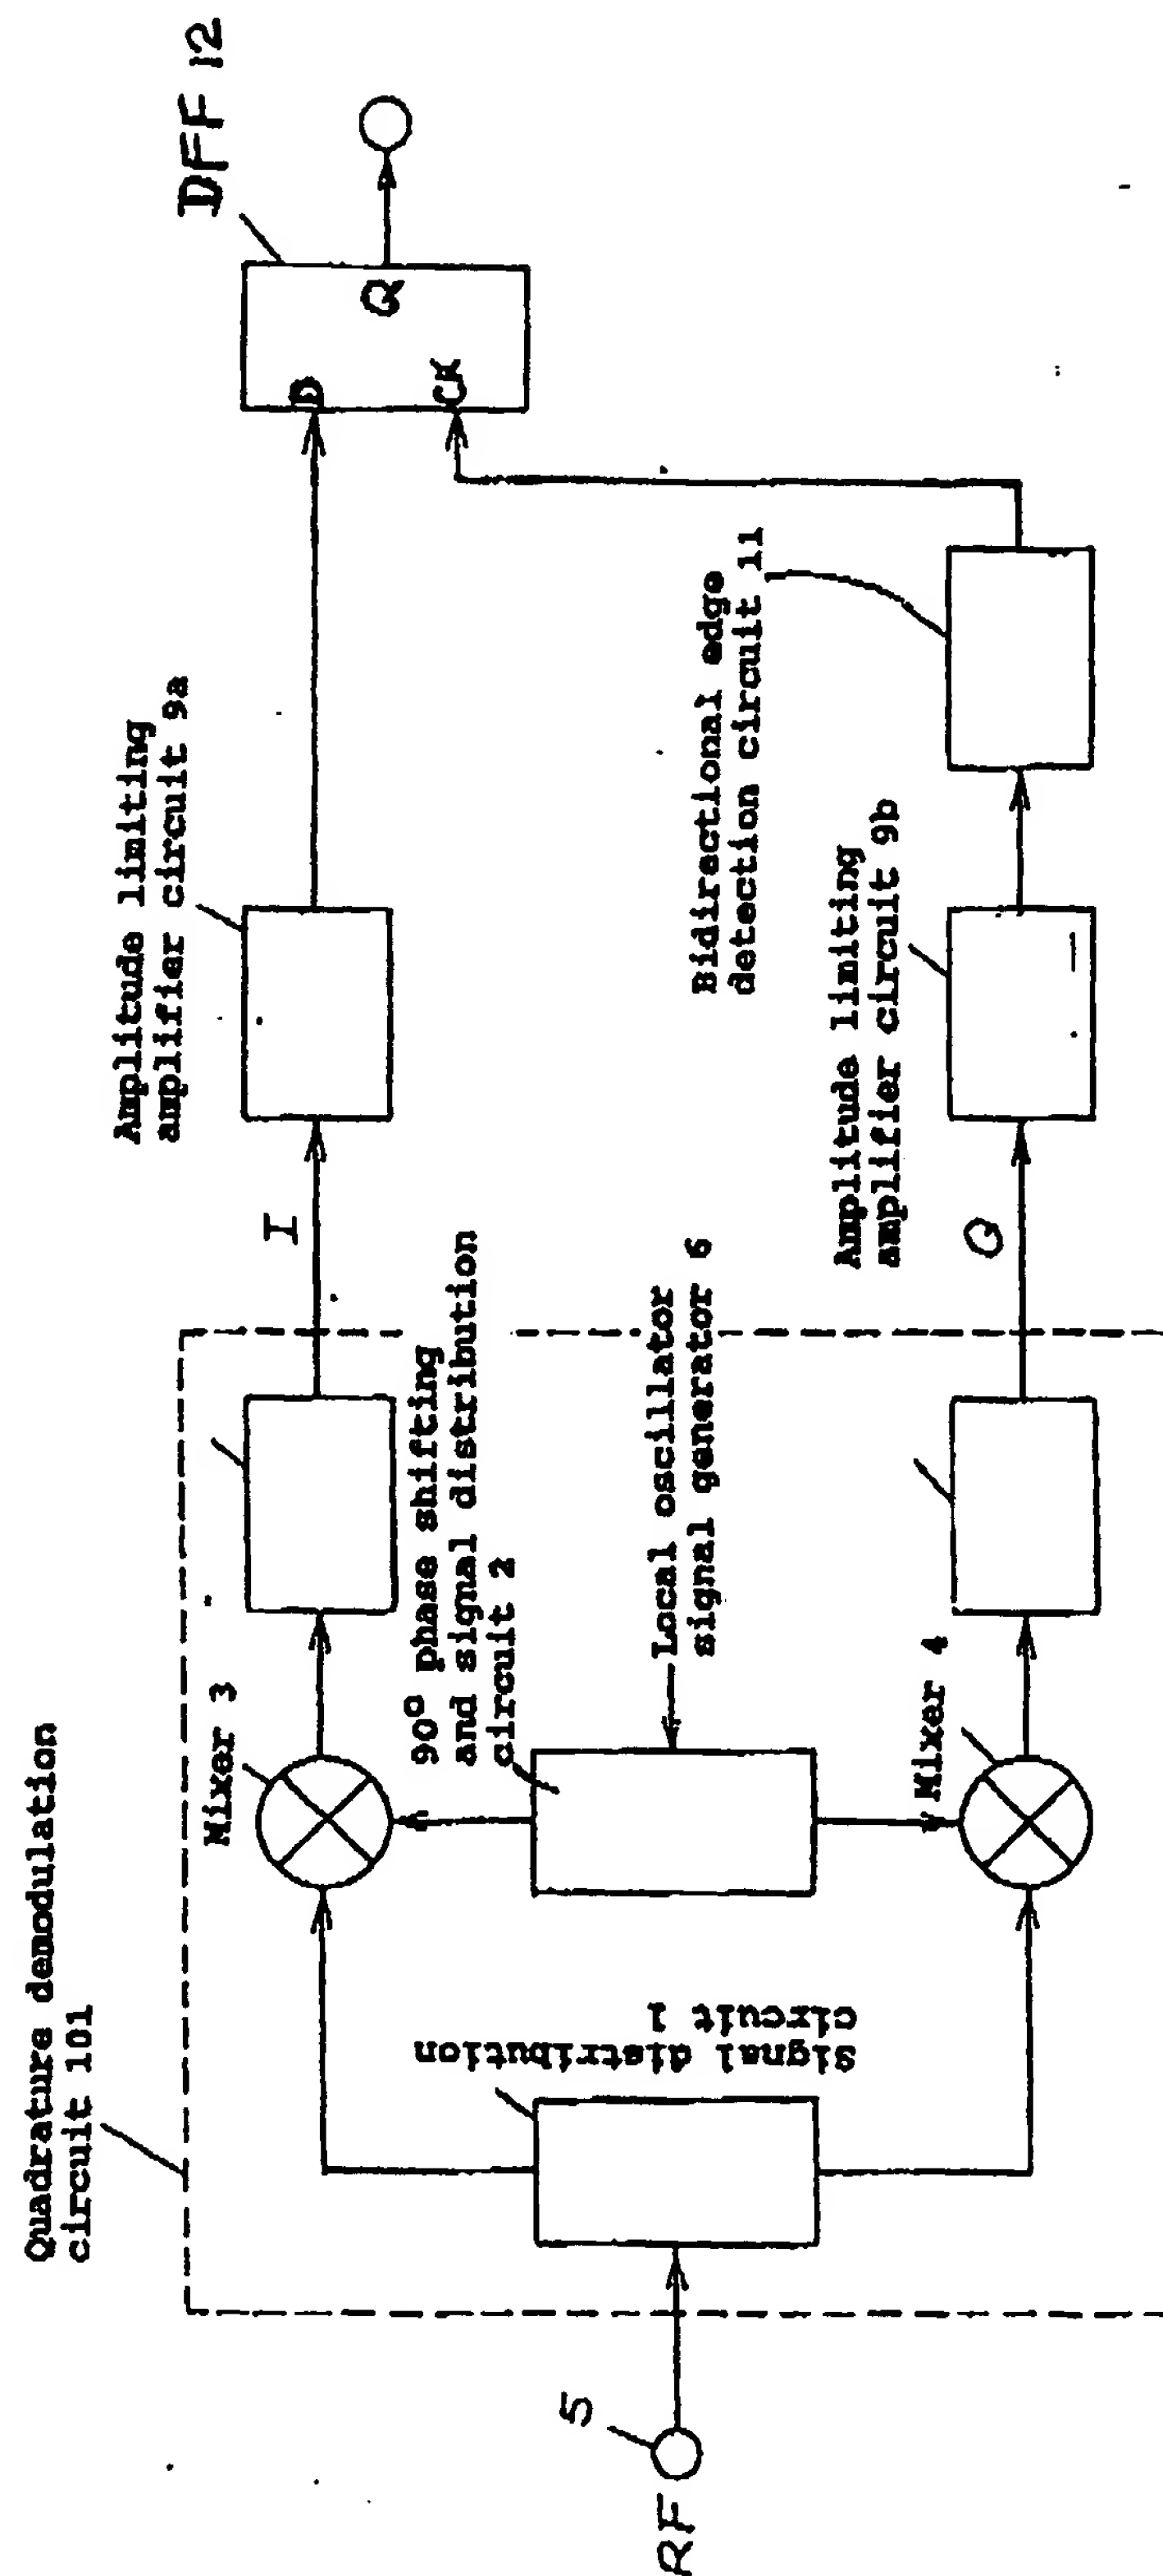 Quadrature demodulation
circuit 101
RF
5
Signal distribution
circuit 1
Mixer 3
90° phase shifting
and signal distribution
circuit 2
Local oscillator
signal generator 6
Mixer 4
I
Q
Amplitude limiting
amplifier circuit 9a
Amplitude limiting
amplifier circuit 9b
Bidirectional edge
detection circuit 11
DFF 12
D
CK
Q